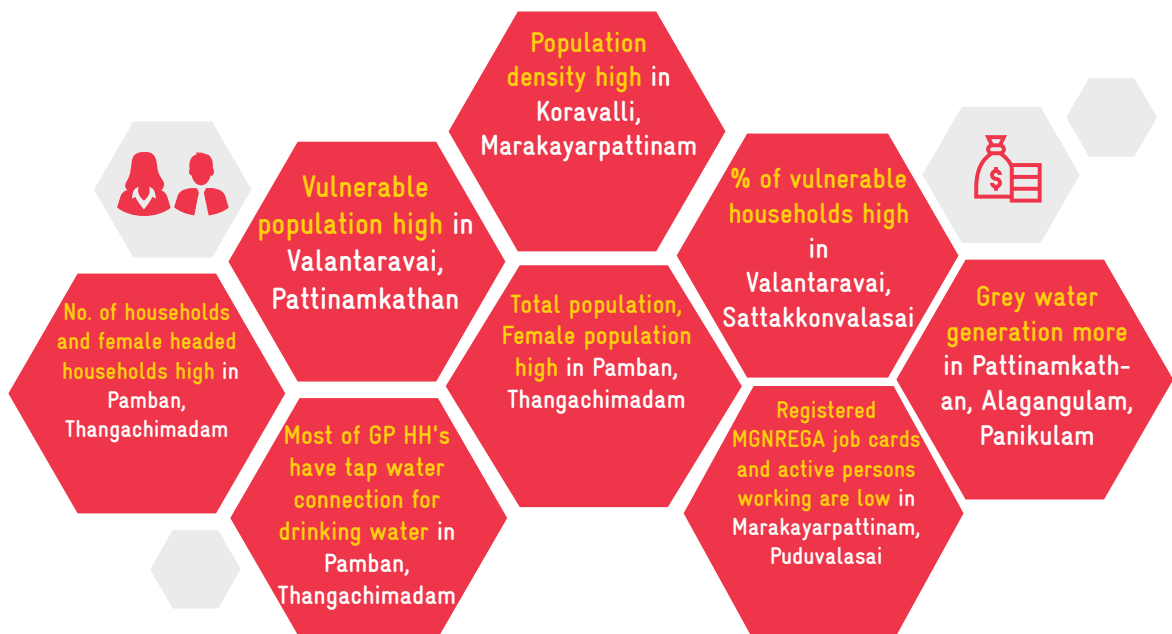 Population
density high in
Koravalli,
Marakayarpattinam
Vulnerable
population high in
Valantaravai,
Pattinamkathan
% of vulnerable
households high
in
Valantaravai,
Sattakkonvalasai
No. of households
and female headed
households high in
Pamban,
Thangachimadam
Total population,
Female population
high in Pamban,
Thangachimadam
Grey water
generation more
in Pattinamkath-
an, Alagangulam,
Panikulam
Most of GP HH's
have tap water
connection for
drinking water in
Pamban,
Thangachimadam
Registered
MGNREGA job cards
and active persons
working are low in
Marakayarpattinam,
Puduvalasai
$